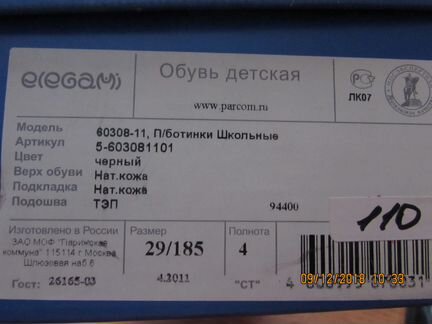 elegami
Обувь детская
www.parcom.ru
ЛК07
Модель 60308-11, П/ботинки Школьные
Артикул 5-603081101
Цвет черный
Верх обуви Нат.кожа
Подкладка Нат.кожа
Подошва ТЭП 94400
110
Изготовлено в России
ЗАО МОФ "Парижская
коммуна" 115114 г Москва
Шлюзовая наб 6
Гост: 26165-03
Размер
29/185
4.2011
Полнота
4
"СТ"
09/12/2018 10:33